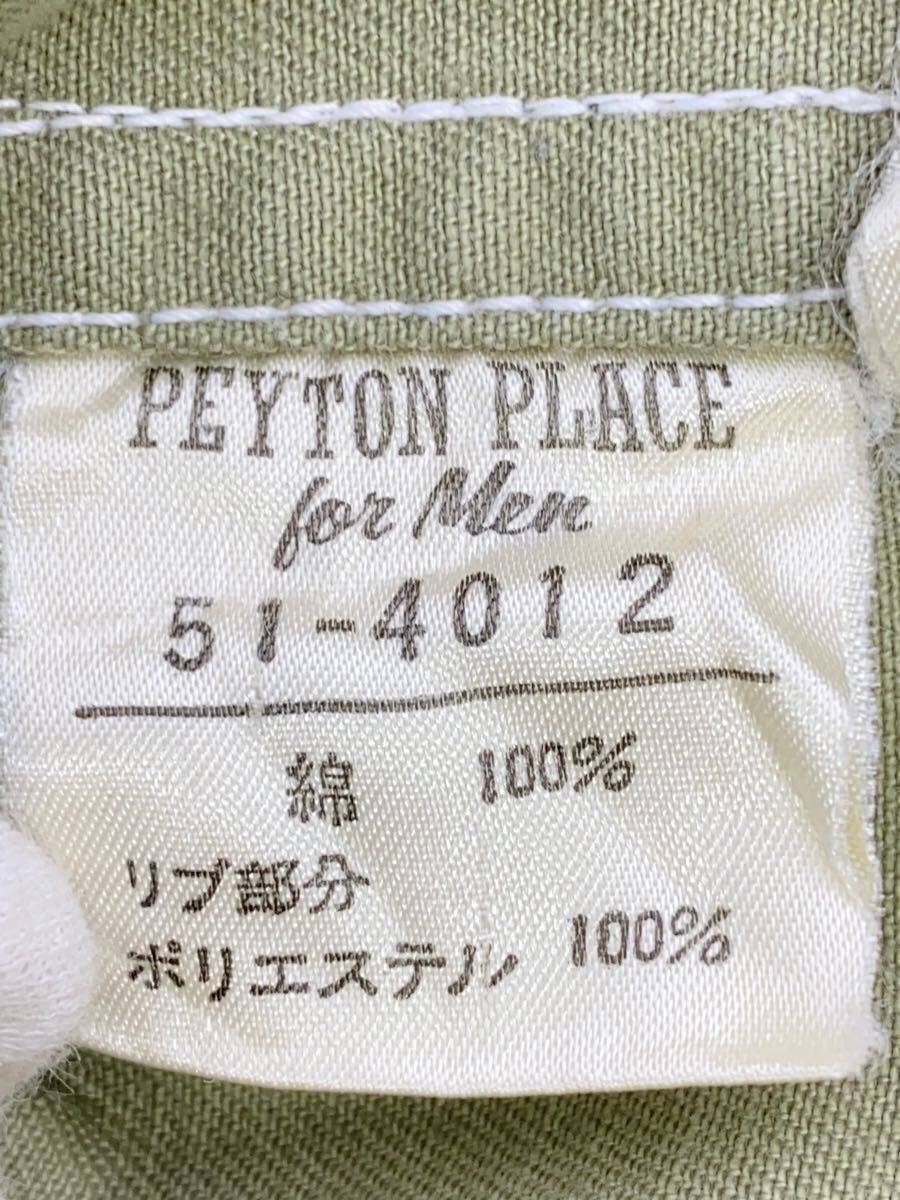 PEYTON PLACE
for Men
51-4012
綿 100%
リブ部分
ポリエステル 100%